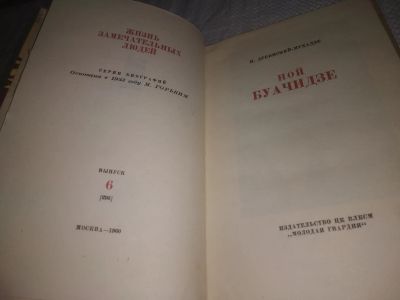 ЖИЗНЬ
ЗАМЕЧАТЕЛЬНЫХ
ЛЮДЕЙ
СЕРИЯ БИОГРАФИЙ
Основана в 1933 году М. ГОРЬКИМ
ВЫПУСК
6
МОСКВА—1960
НОЙ
БУАЧИДЗЕ
ИЗДАТЕЛЬСТВО ЦК ВЛКСМ
„МОЛОДАЯ ГВАРДИЯ"